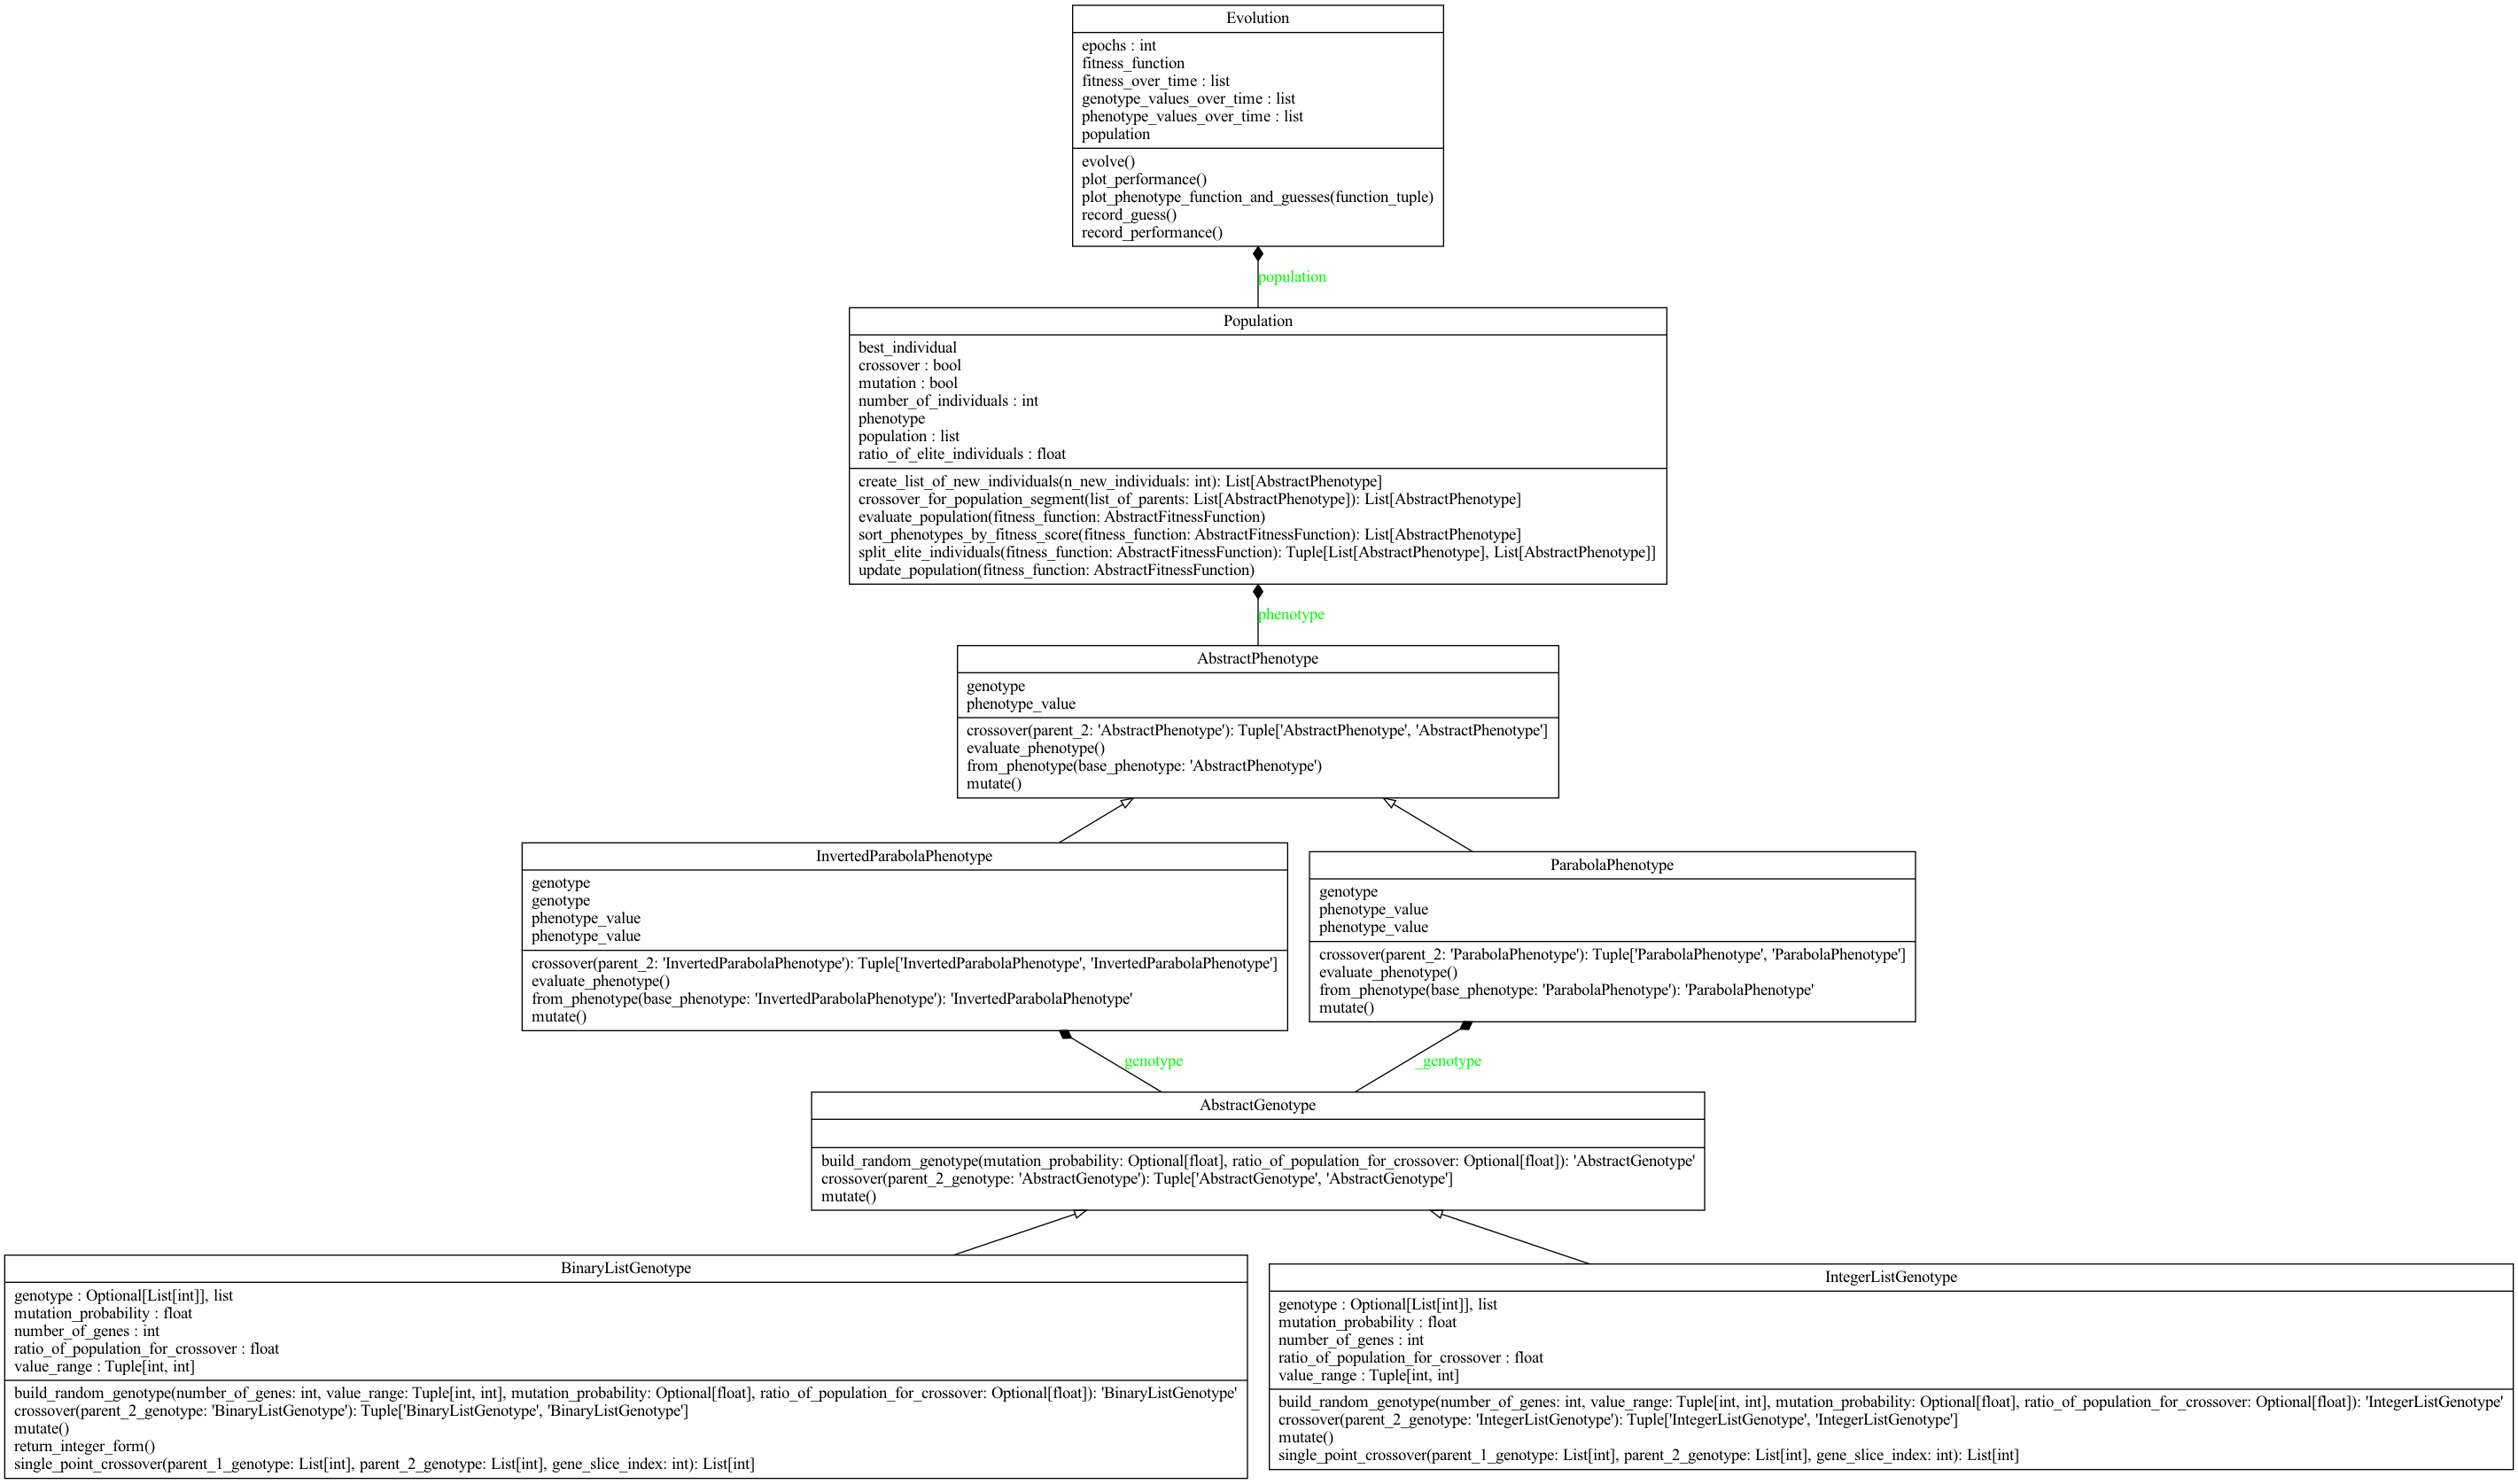 Evolution
epochs : int
fitness_function
fitness_over_time : list
genotype_values_over_time : list
phenotype_values_over_time : list
population
evolve()
plot_performance()
plot_phenotype_function_and_guesses(function_tuple)
record_guess()
record_performance()
population
Population
best_individual
crossover : bool
mutation : bool
number_of_individuals : int
phenotype
population : list
ratio_of_elite_individuals : float
create_list_of_new_individuals(n_new_individuals: int): List[AbstractPhenotype]
crossover_for_population_segment(list_of_parents: List[AbstractPhenotype]): List[AbstractPhenotype]
evaluate_population(fitness_function: AbstractFitnessFunction)
sort_phenotypes_by_fitness_score(fitness_function: AbstractFitnessFunction): List[AbstractPhenotype]
split_elite_individuals(fitness_function: AbstractFitnessFunction): Tuple[List[AbstractPhenotype], List[AbstractPhenotype]]
update_population(fitness_function: AbstractFitnessFunction)
phenotype
AbstractPhenotype
genotype
phenotype_value
crossover(parent_2: 'AbstractPhenotype'): Tuple['AbstractPhenotype', 'AbstractPhenotype']
evaluate_phenotype()
from_phenotype(base_phenotype: 'AbstractPhenotype')
mutate()
InvertedParabolaPhenotype
genotype
genotype
phenotype_value
phenotype_value
crossover(parent_2: 'InvertedParabolaPhenotype'): Tuple['InvertedParabolaPhenotype', 'InvertedParabolaPhenotype']
evaluate_phenotype()
from_phenotype(base_phenotype: 'InvertedParabolaPhenotype'): 'InvertedParabolaPhenotype'
mutate()
ParabolaPhenotype
genotype
phenotype_value
phenotype_value
crossover(parent_2: 'ParabolaPhenotype'): Tuple['ParabolaPhenotype', 'ParabolaPhenotype']
evaluate_phenotype()
from_phenotype(base_phenotype: 'ParabolaPhenotype'): 'ParabolaPhenotype'
mutate()
genotype
_genotype
AbstractGenotype
build_random_genotype(mutation_probability: Optional[float], ratio_of_population_for_crossover: Optional[float]): 'AbstractGenotype'
crossover(parent_2_genotype: 'AbstractGenotype'): Tuple['AbstractGenotype', 'AbstractGenotype']
mutate()
BinaryListGenotype
genotype : Optional[List[int]], list
mutation_probability : float
number_of_genes : int
ratio_of_population_for_crossover : float
value_range : Tuple[int, int]
build_random_genotype(number_of_genes: int, value_range: Tuple[int, int], mutation_probability: Optional[float], ratio_of_population_for_crossover: Optional[float]): 'BinaryListGenotype'
crossover(parent_2_genotype: 'BinaryListGenotype'): Tuple['BinaryListGenotype', 'BinaryListGenotype']
mutate()
return_integer_form()
single_point_crossover(parent_1_genotype: List[int], parent_2_genotype: List[int], gene_slice_index: int): List[int]
IntegerListGenotype
genotype : Optional[List[int]], list
mutation_probability : float
number_of_genes : int
ratio_of_population_for_crossover : float
value_range : Tuple[int, int]
build_random_genotype(number_of_genes: int, value_range: Tuple[int, int], mutation_probability: Optional[float], ratio_of_population_for_crossover: Optional[float]): 'IntegerListGenotype'
crossover(parent_2_genotype: 'IntegerListGenotype'): Tuple['IntegerListGenotype', 'IntegerListGenotype']
mutate()
single_point_crossover(parent_1_genotype: List[int], parent_2_genotype: List[int], gene_slice_index: int): List[int]